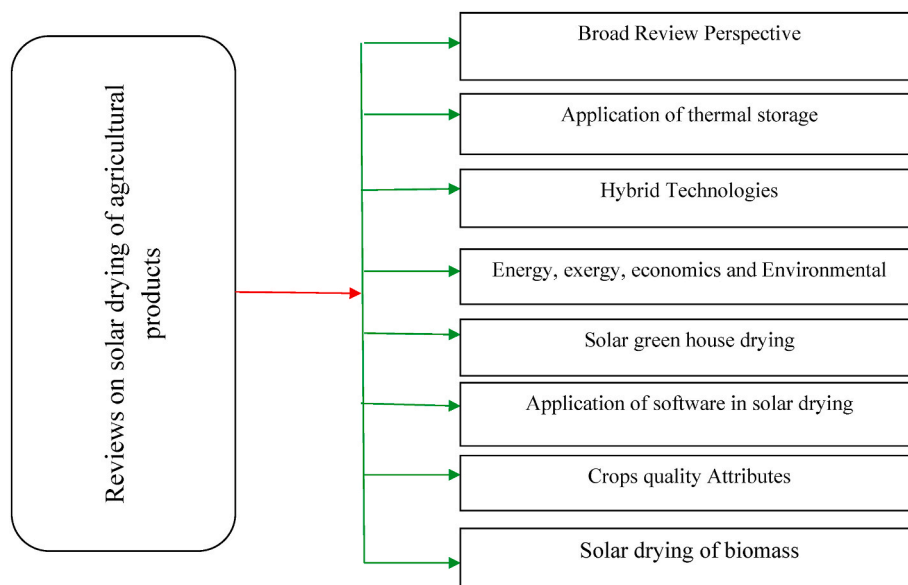 Reviews on solar drying of agricultural
products
Broad Review Perspective
Application of thermal storage
Hybrid Technologies
Energy, exergy, economics and Environmental
Solar green house drying
Application of software in solar drying
Crops quality Attributes
Solar drying of biomass